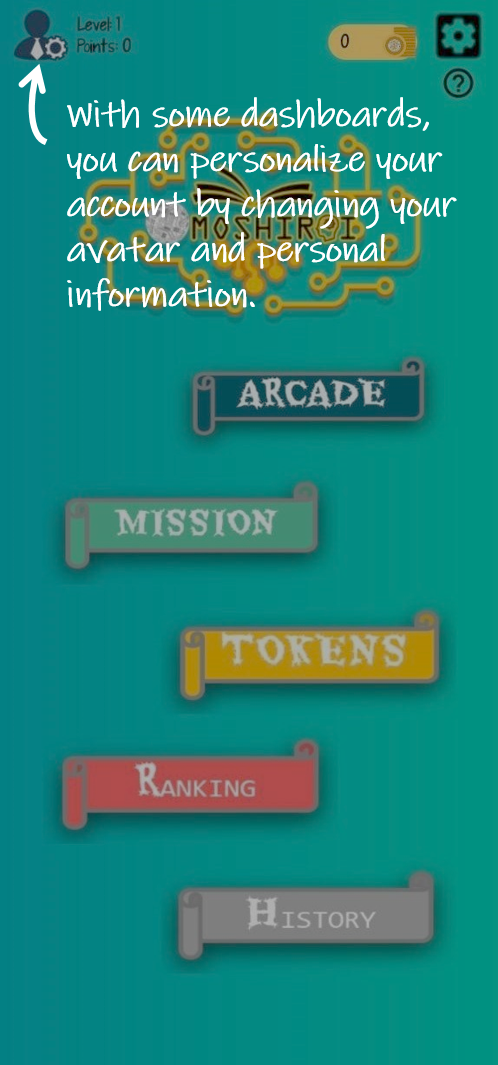 Level: 1
Points: 0
0
?
With some dashboards,
you can personalize your
account by changing your
avatar and personal
information.
MOSHIROI
ARCADE
MISSION
TOKENS
RANKING
HISTORY